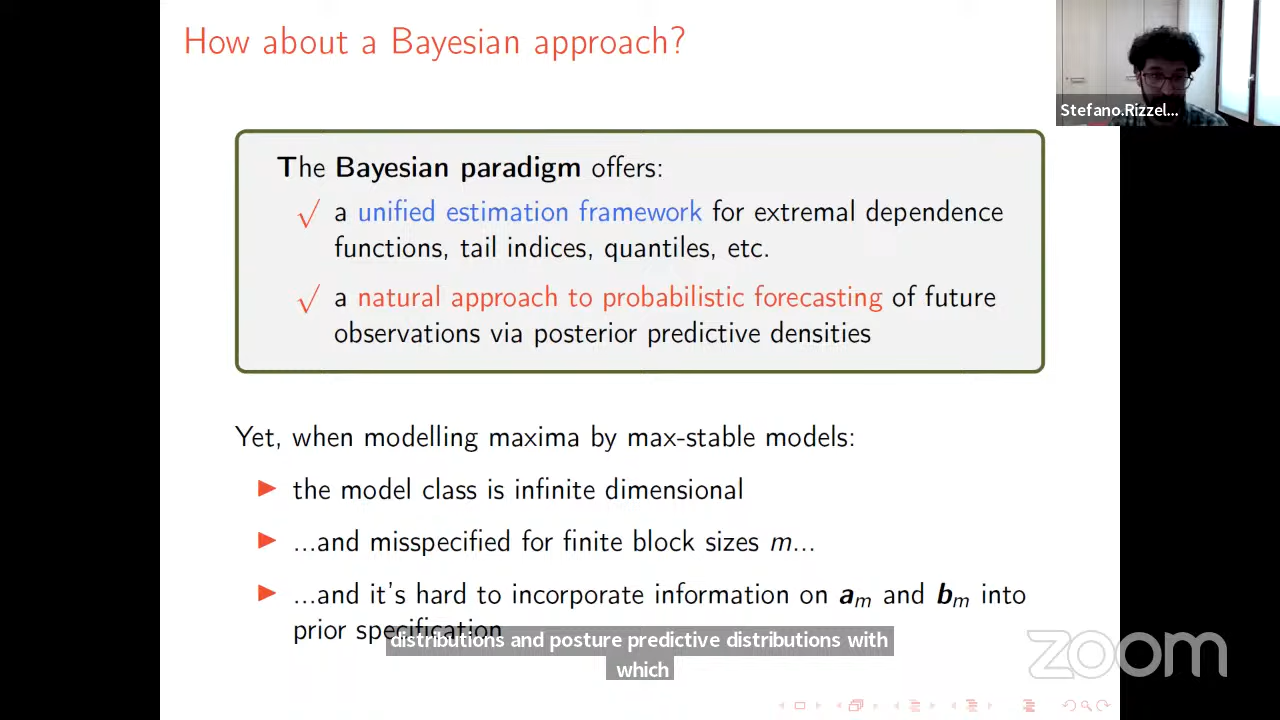 How about a Bayesian approach?
Stefano.Rizzel...
The Bayesian paradigm offers:
√ a unified estimation framework for extremal dependence
functions, tail indices, quantiles, etc.
√ a natural approach to probabilistic forecasting of future
observations via posterior predictive densities
Yet, when modelling maxima by max-stable models:
▶ the model class is infinite dimensional
▶ ...and misspecified for finite block sizes m...
▶ ...and it's hard to incorporate information on aₘ and bₘ into
prior specification
distributions and posture predictive distributions with
which
zoom